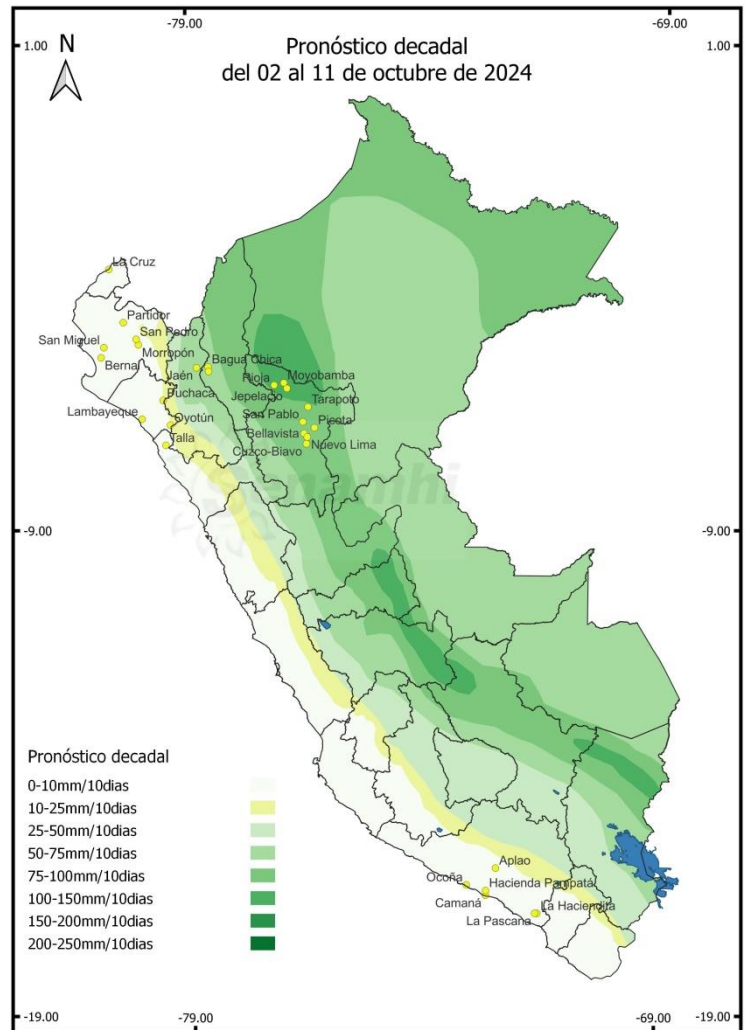 -79.00 -69.00
1.00 1.00
N
Pronóstico decadal
del 02 al 11 de octubre de 2024
La Cruz
Partidor
San Pedro
San Miguel
Morropón
Bernal
Jaén
Bagua Chica
Rioja
Moyobamba
Puchaca
Jepelacio
Tarapoto
Lambayeque
Oyotún
San Pablo
Picota
Talla
Bellavista
Nuevo Lima
Cuzco-Biavo
Senamhi
-9.00 -9.00
Pronóstico decadal
0-10mm/10dias
10-25mm/10dias
25-50mm/10dias
50-75mm/10dias
75-100mm/10dias
100-150mm/10dias
150-200mm/10dias
200-250mm/10dias
Aplao
Ocoña
Hacienda Pampatá
Camaná
La Haciendita
La Pascana
-19.00 -19.00
-79.00 -69.00